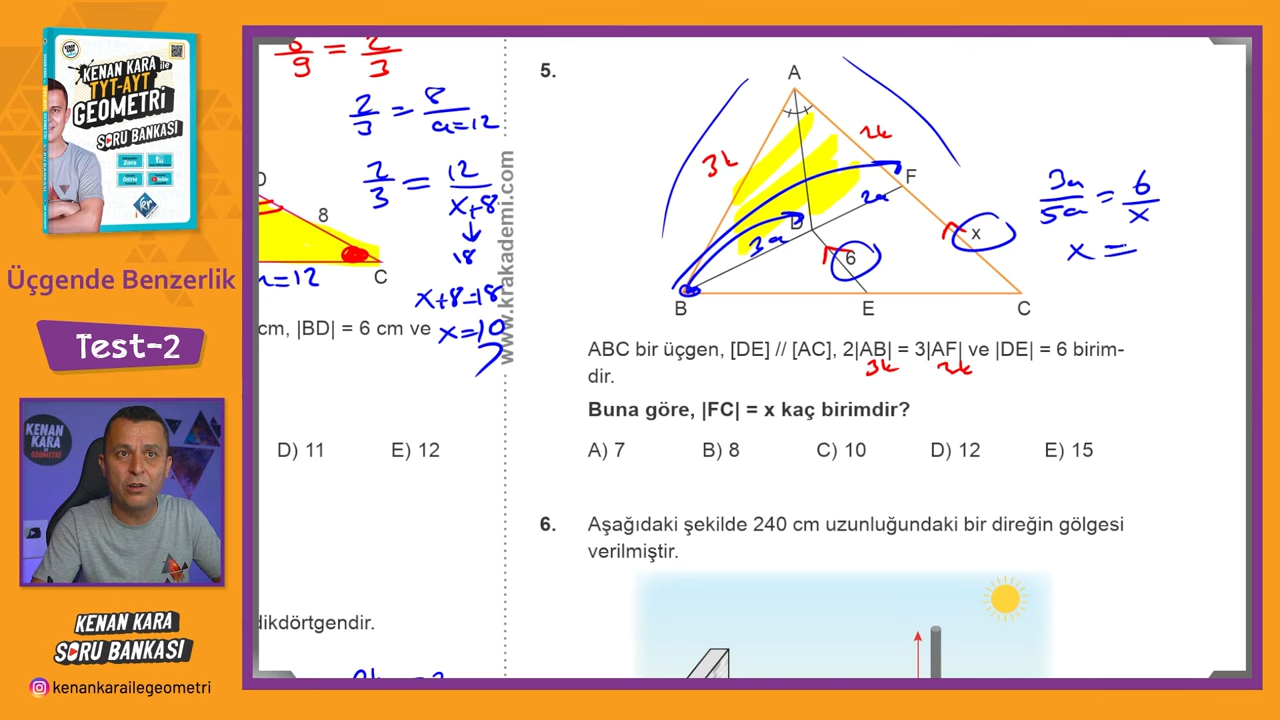 KENAN KARA ile
TYT-AYT
GEOMETRİ
SORU BANKASI
Üçgende Benzerlik
Test-2
KENAN
KARA
GEOMETRİ
KENAN KARA
SORU BANKASI
kenankarailegeometri
9 = 2/3
2/3 = 8/a=12
2/3 = 12/x+8
18
x+8=18
x=10
8
C
a=12
cm, |BD| = 6 cm ve
D) 11 E) 12
dikdörtgendir.
www.krakademi.com
5.
A
3k
2k
F
2a
D
3a
6
x
B
E
C
3a/5a = 6/x
x =
ABC bir üçgen, [DE] // [AC], 2|AB| = 3|AF| ve |DE| = 6 birim-
3k 2k
dir.
Buna göre, |FC| = x kaç birimdir?
A) 7 B) 8 C) 10 D) 12 E) 15
6. Aşağıdaki şekilde 240 cm uzunluğundaki bir direğin gölgesi
verilmiştir.